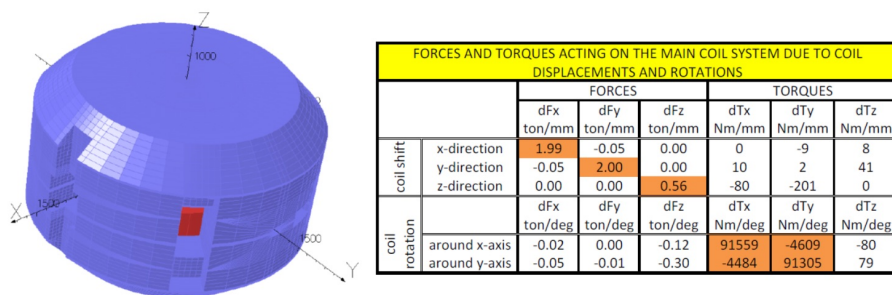 Z
1000
X
1500
1500
Y
FORCES AND TORQUES ACTING ON THE MAIN COIL SYSTEM DUE TO COIL
DISPLACEMENTS AND ROTATIONS
FORCES TORQUES
dFx dFy dFz dTx dTy dTz
ton/mm ton/mm ton/mm Nm/mm Nm/mm Nm/mm
coil shift
x-direction 1.99 -0.05 0.00 0 -9 8
y-direction -0.05 2.00 0.00 10 2 41
z-direction 0.00 0.00 0.56 -80 -201 0
coil
rotation
dFx dFy dFz dTx dTy dTz
ton/deg ton/deg ton/deg Nm/deg Nm/deg Nm/deg
around x-axis -0.02 0.00 -0.12 91559 -4609 -80
around y-axis -0.05 -0.01 -0.30 -4484 91305 79